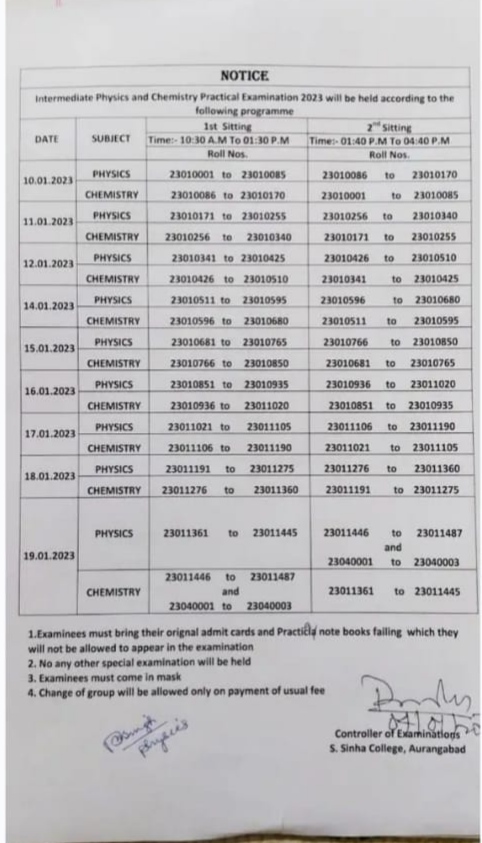 NOTICE
Intermediate Physics and Chemistry Practical Examination 2023 will be held according to the
following programme
DATE SUBJECT 1st Sitting 2nd Sitting
Time:- 10:30 A.M To 01:30 P.M Time:- 01:40 P.M To 04:40 P.M
Roll Nos. Roll Nos.
10.01.2023 PHYSICS 23010001 to 23010085 23010086 to 23010170
CHEMISTRY 23010086 to 23010170 23010001 to 23010085
11.01.2023 PHYSICS 23010171 to 23010255 23010256 to 23010340
CHEMISTRY 23010256 to 23010340 23010171 to 23010255
12.01.2023 PHYSICS 23010341 to 23010425 23010426 to 23010510
CHEMISTRY 23010426 to 23010510 23010341 to 23010425
14.01.2023 PHYSICS 23010511 to 23010595 23010596 to 23010680
CHEMISTRY 23010596 to 23010680 23010511 to 23010595
15.01.2023 PHYSICS 23010681 to 23010765 23010766 to 23010850
CHEMISTRY 23010766 to 23010850 23010681 to 23010765
16.01.2023 PHYSICS 23010851 to 23010935 23010936 to 23011020
CHEMISTRY 23010936 to 23011020 23010851 to 23010935
17.01.2023 PHYSICS 23011021 to 23011105 23011106 to 23011190
CHEMISTRY 23011106 to 23011190 23011021 to 23011105
18.01.2023 PHYSICS 23011191 to 23011275 23011276 to 23011360
CHEMISTRY 23011276 to 23011360 23011191 to 23011275
19.01.2023 PHYSICS 23011361 to 23011445 23011446 to 23011487
and
23040001 to 23040003
CHEMISTRY 23011446 to 23011487 23011361 to 23011445
and
23040001 to 23040003
1.Examinees must bring their orignal admit cards and Practicla note books failing which they
will not be allowed to appear in the examination
2. No any other special examination will be held
3. Examinees must come in mask
4. Change of group will be allowed only on payment of usual fee
physics
Controller of Examinations
S. Sinha College, Aurangabad